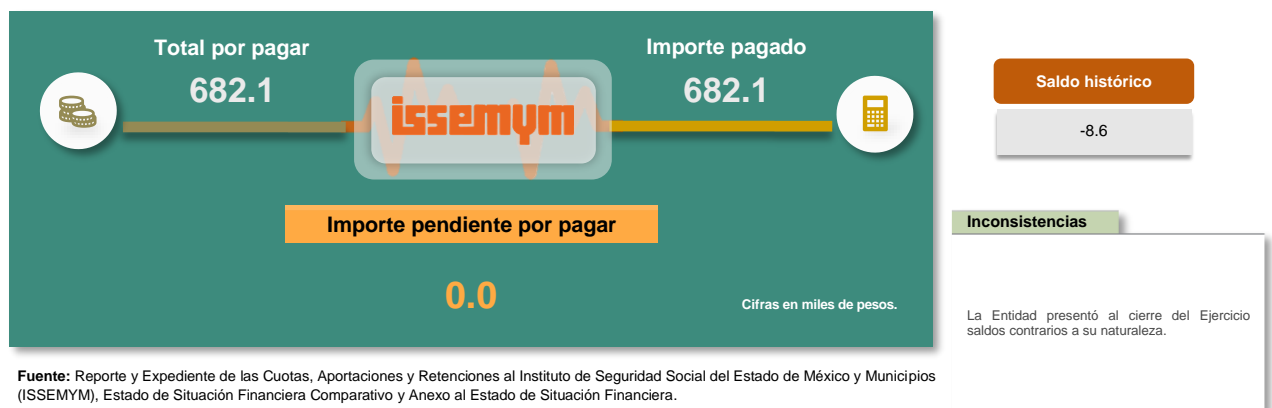 Total por pagar
682.1
issemym
Importe pagado
682.1
Importe pendiente por pagar
0.0
Cifras en miles de pesos.
Saldo histórico
-8.6
Inconsistencias
La Entidad presentó al cierre del Ejercicio
saldos contrarios a su naturaleza.
Fuente: Reporte y Expediente de las Cuotas, Aportaciones y Retenciones al Instituto de Seguridad Social del Estado de México y Municipios
(ISSEMYM), Estado de Situación Financiera Comparativo y Anexo al Estado de Situación Financiera.